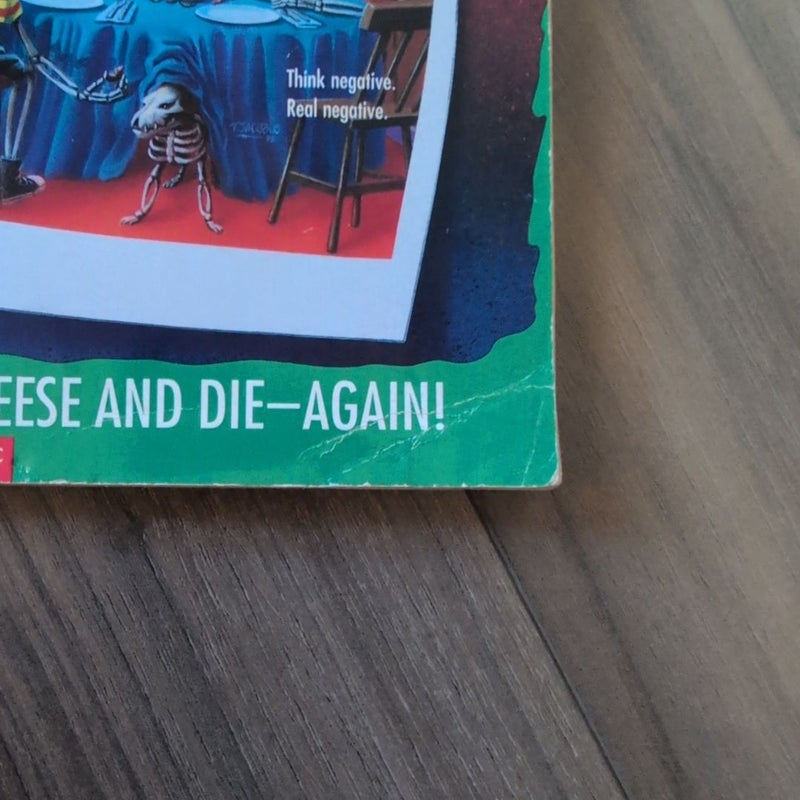 Think negative.
Real negative.
EESE AND DIE—AGAIN!
C